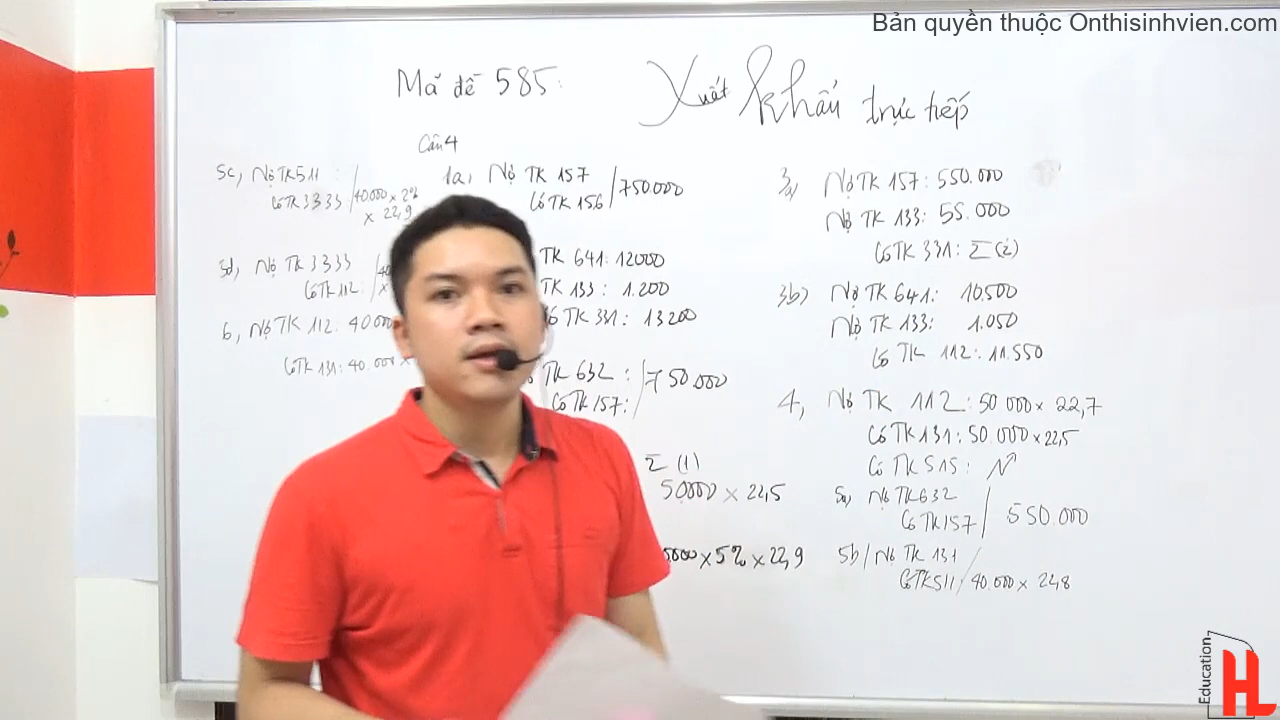 Bản quyền thuộc Onthisinhvien.com
Mã đề 585:
Xuất khẩu trực tiếp
Câu 4
5c, Nợ TK 511 :
Có TK 3333 / 40.000 × 2%
× 22,9
5d, Nợ TK 3333
Có TK 112:
6, Nợ TK 112: 40.000
Có TK 131: 40.000 ×
1a, Nợ TK 157
Có TK 156 / 750.000
TK 641: 12000
TK 133 : 1.200
Có TK 331: 13200
TK 632 : / 750.000
Có TK 157:
Σ (1)
50.000 × 22,5
× 5% × 22,9
3a, Nợ TK 157: 550.000
Nợ TK 133: 55.000
Có TK 331: Σ (2)
3b) Nợ TK 641: 10.500
Nợ TK 133: 1.050
Có TK 112: 11.550
4, Nợ TK 112: 50.000 × 22,7
Có TK 131: 50.000 × 22,5
Có TK 515:
5a, Nợ TK 632
Có TK 157 / 550.000
5b/ Nợ TK 131
Có TK 511 / 40.000 × 22,8
Education
HL